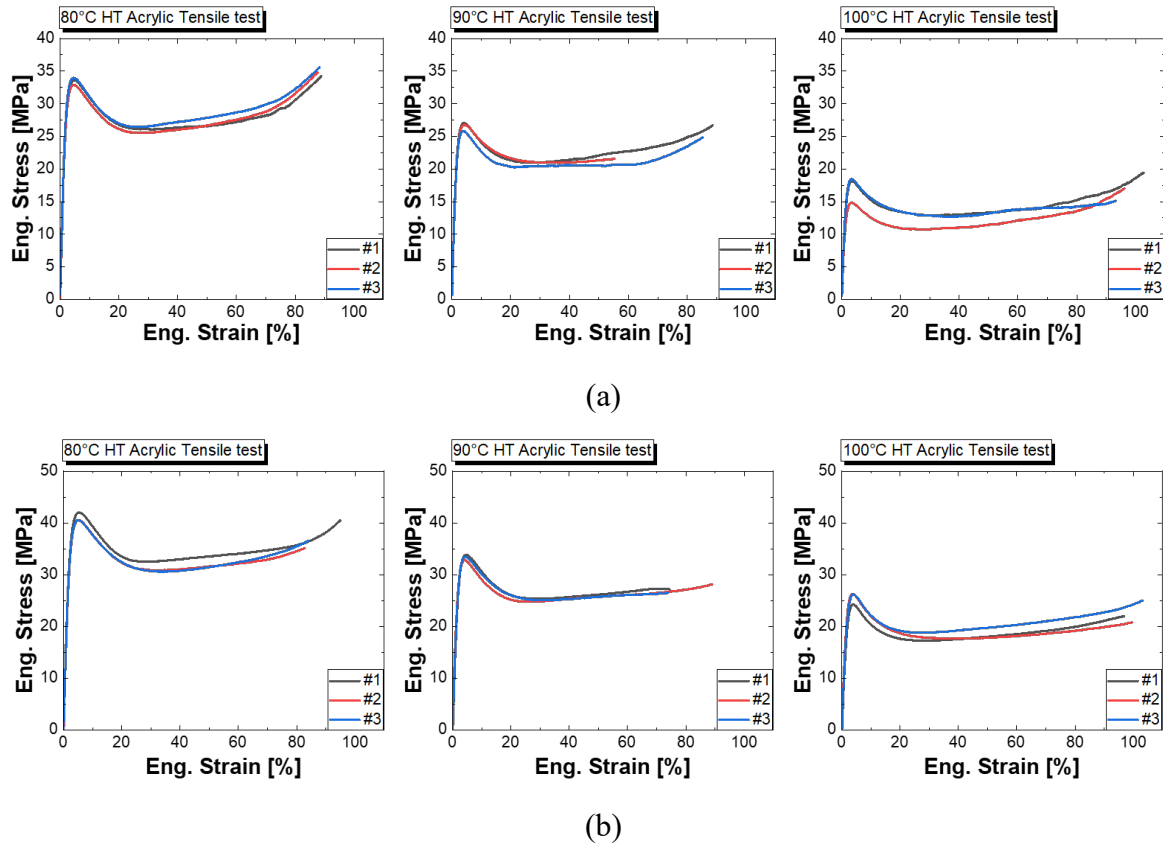 80°C HT Acrylic Tensile test
40
35
30
25
20
15
10
5
0
0 20 40 60 80 100
Eng. Stress [MPa]
Eng. Strain [%]
#1
#2
#3
90°C HT Acrylic Tensile test
40
35
30
25
20
15
10
5
0
0 20 40 60 80 100
Eng. Stress [MPa]
Eng. Strain [%]
#1
#2
#3
100°C HT Acrylic Tensile test
40
35
30
25
20
15
10
5
0
0 20 40 60 80 100
Eng. Stress [MPa]
Eng. Strain [%]
#1
#2
#3
(a)
80°C HT Acrylic Tensile test
50
40
30
20
10
0
0 20 40 60 80 100
Eng. Stress [MPa]
Eng. Strain [%]
#1
#2
#3
90°C HT Acrylic Tensile test
50
40
30
20
10
0
0 20 40 60 80 100
Eng. Stress [MPa]
Eng. Strain [%]
#1
#2
#3
100°C HT Acrylic Tensile test
50
40
30
20
10
0
0 20 40 60 80 100
Eng. Stress [MPa]
Eng. Strain [%]
#1
#2
#3
(b)